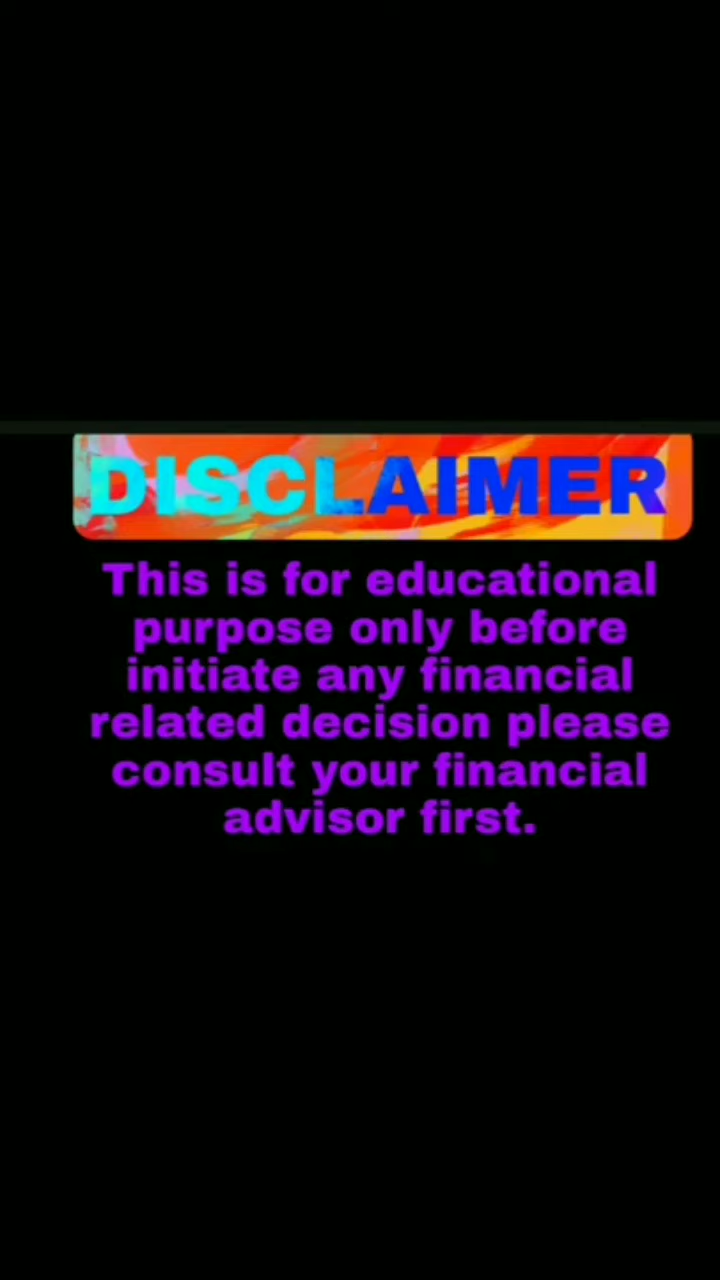 DISCLAIMER
This is for educational
purpose only before
initiate any financial
related decision please
consult your financial
advisor first.